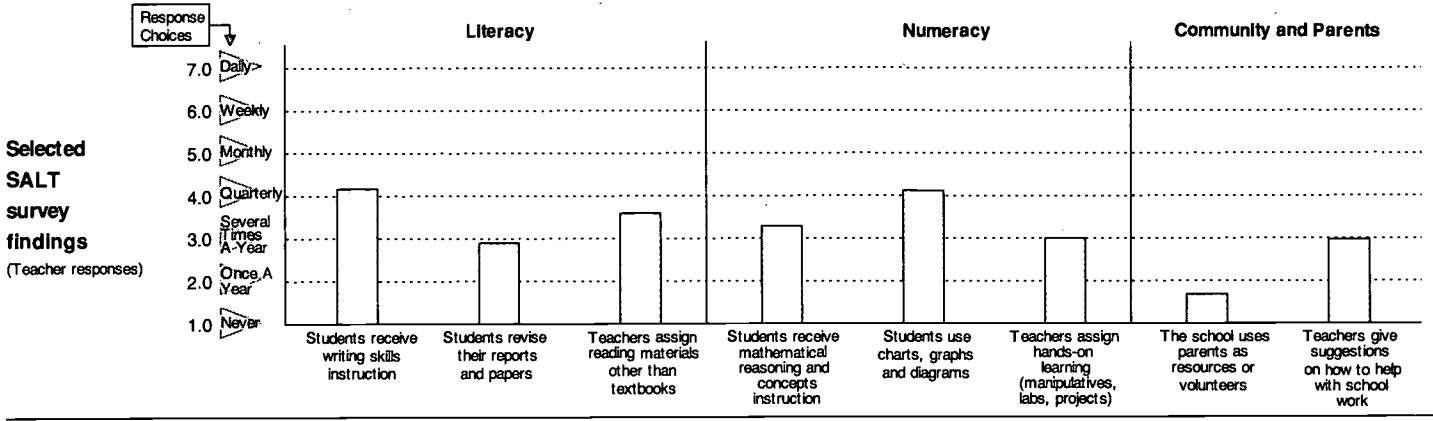 Response
Choices
Literacy
Numeracy
Community and Parents
Selected
SALT
survey
findings
(Teacher responses)
7.0 Daily
6.0 Weekly
5.0 Monthly
4.0 Quarterly
3.0 Several
Times
A-Year
2.0 Once A
Year
1.0 Never
Students receive
writing skills
instruction
Students revise
their reports
and papers
Teachers assign
reading materials
other than
textbooks
Students receive
mathematical
reasoning and
concepts
instruction
Students use
charts, graphs
and diagrams
Teachers assign
hands-on
learning
(manipulatives,
labs, projects)
The school uses
parents as
resources or
volunteers
Teachers give
suggestions
on how to help
with school
work